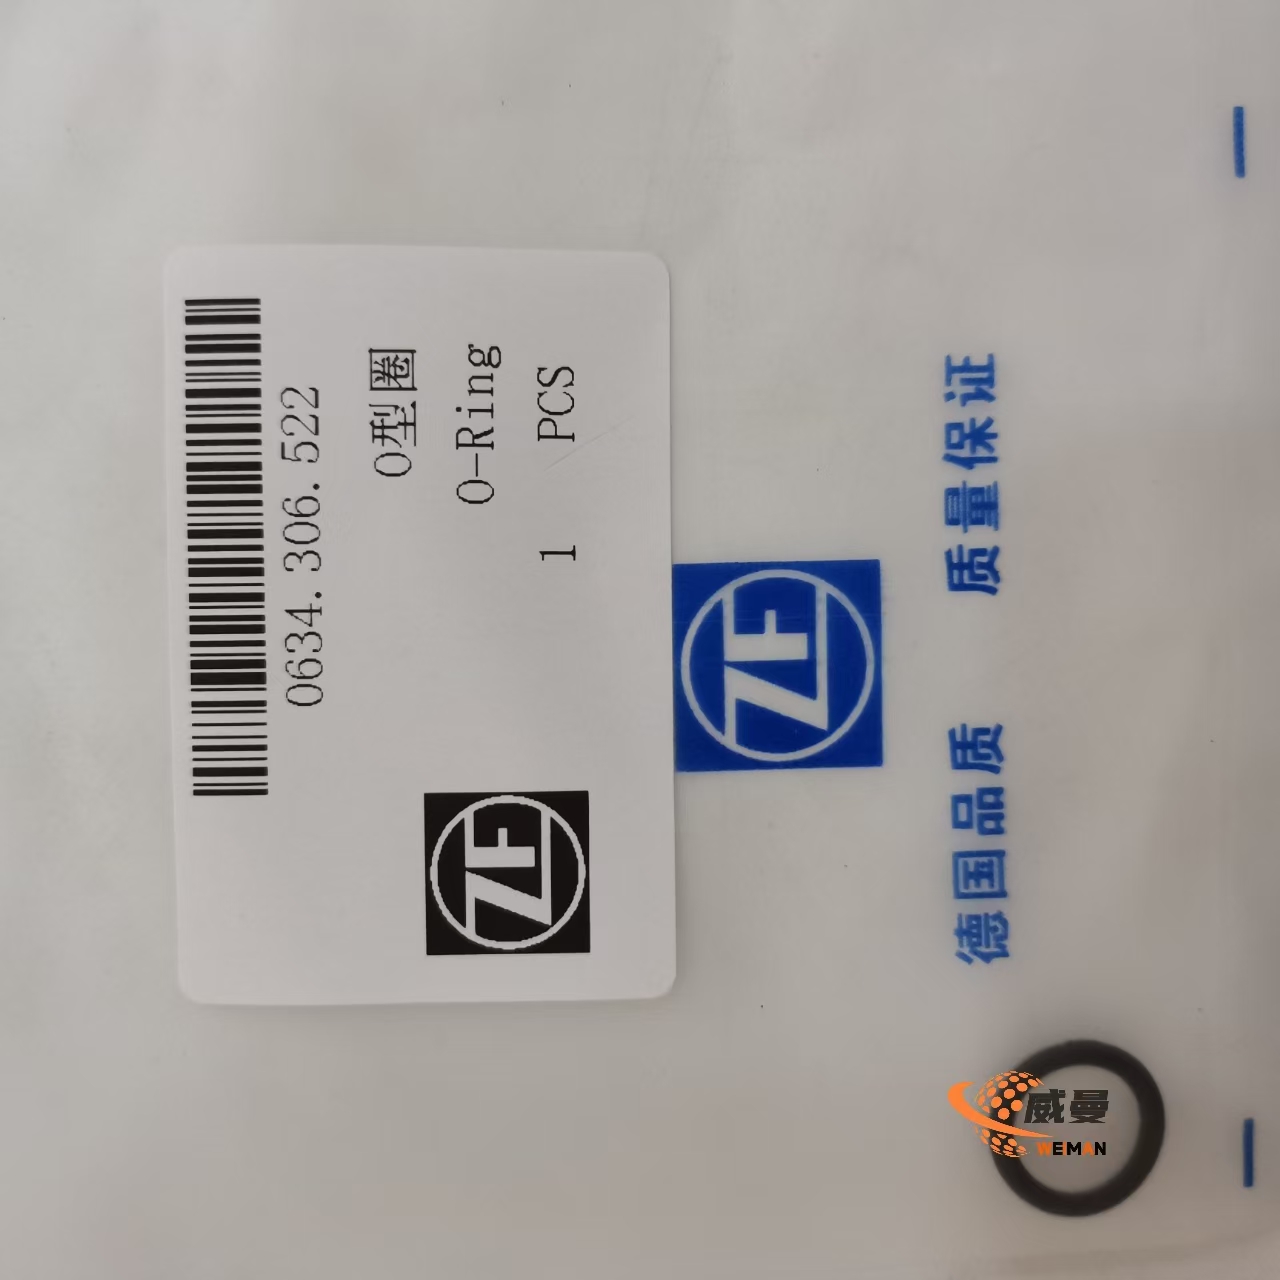 0634.306.522
O型圈
O-Ring
1 PCS
ZF
ZF
德国品质 质量保证
威曼
WEMAN